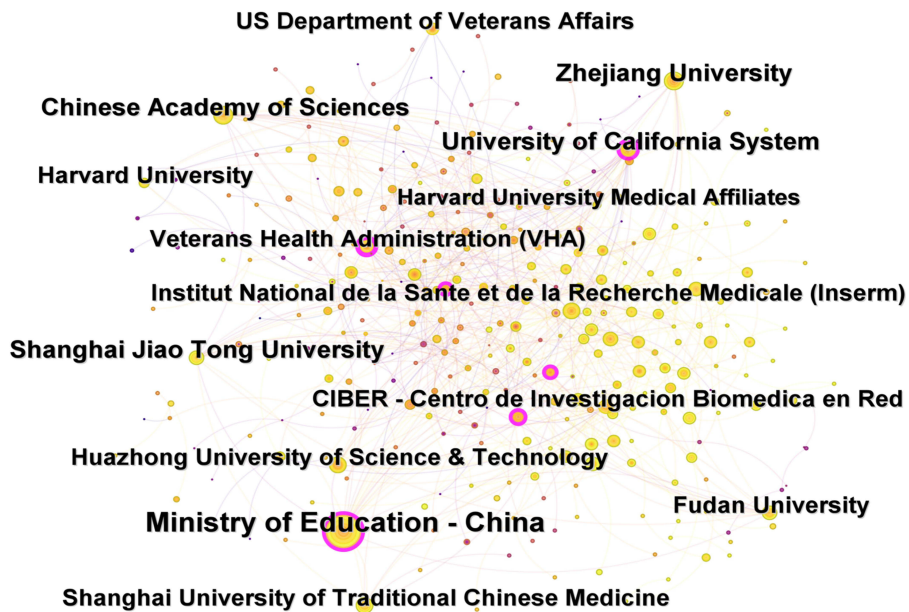 US Department of Veterans Affairs
Zhejiang University
Chinese Academy of Sciences
University of California System
Harvard University
Harvard University Medical Affiliates
Veterans Health Administration (VHA)
Institut National de la Sante et de la Recherche Medicale (Inserm)
Shanghai Jiao Tong University
CIBER - Centro de Investigacion Biomedica en Red
Huazhong University of Science & Technology
Fudan University
Ministry of Education - China
Shanghai University of Traditional Chinese Medicine